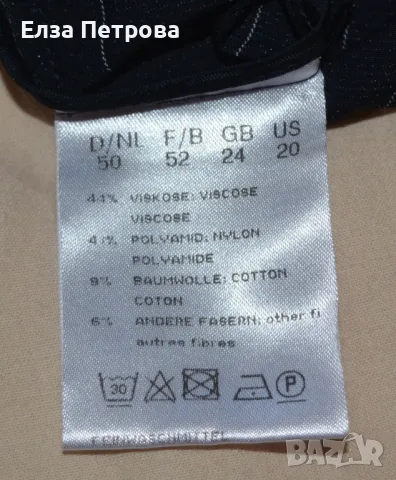 Елза Петрова
D/NL F/B GB US
50 52 24 20
44% VISKOSE: VISCOSE
VISCOSE
41% POLYAMID: NYLON
POLYAMIDE
9% BAUMWOLLE: COTTON
COTON
6% ANDERE FASERN: other fi
autres fibres
30 P
FEINWASCHMITTEL
BAZAR